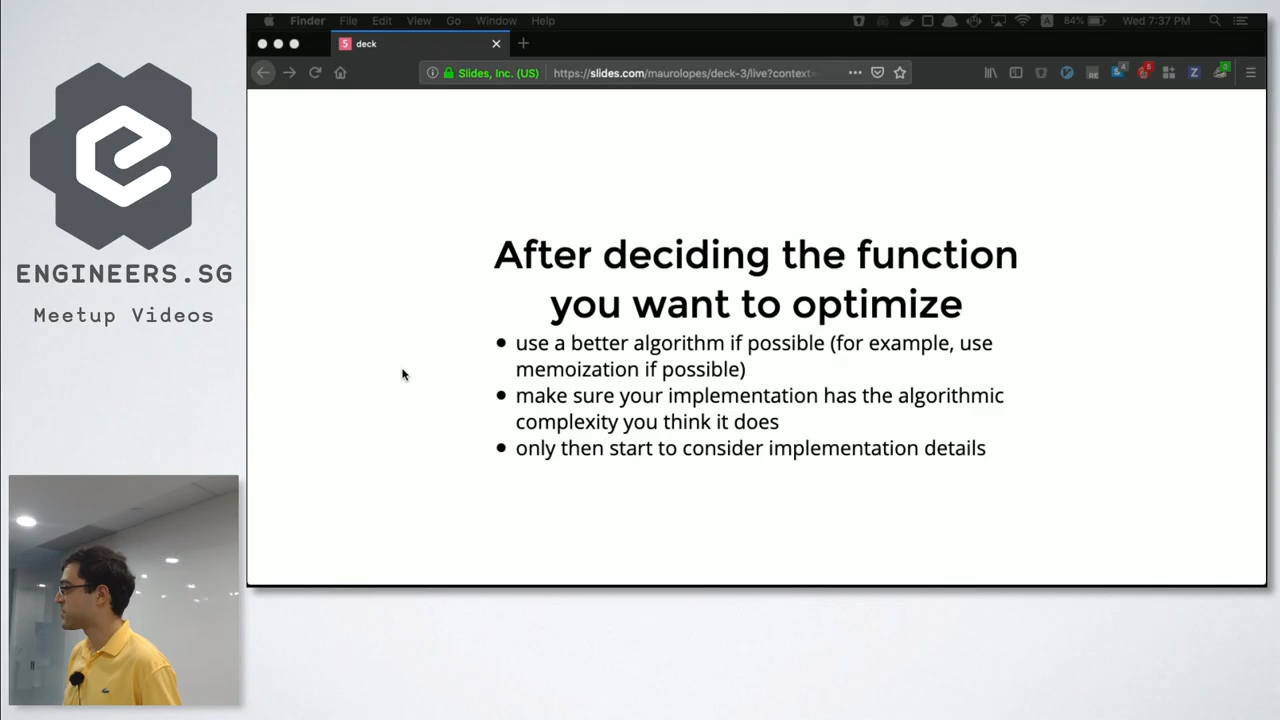 Finder File Edit View Go Window Help
84% Wed 7:37 PM
deck
Slides, Inc. (US) https://slides.com/maurolopes/deck-3/live?context=
ENGINEERS.SG
Meetup Videos
After deciding the function
you want to optimize
use a better algorithm if possible (for example, use
memoization if possible)
make sure your implementation has the algorithmic
complexity you think it does
only then start to consider implementation details